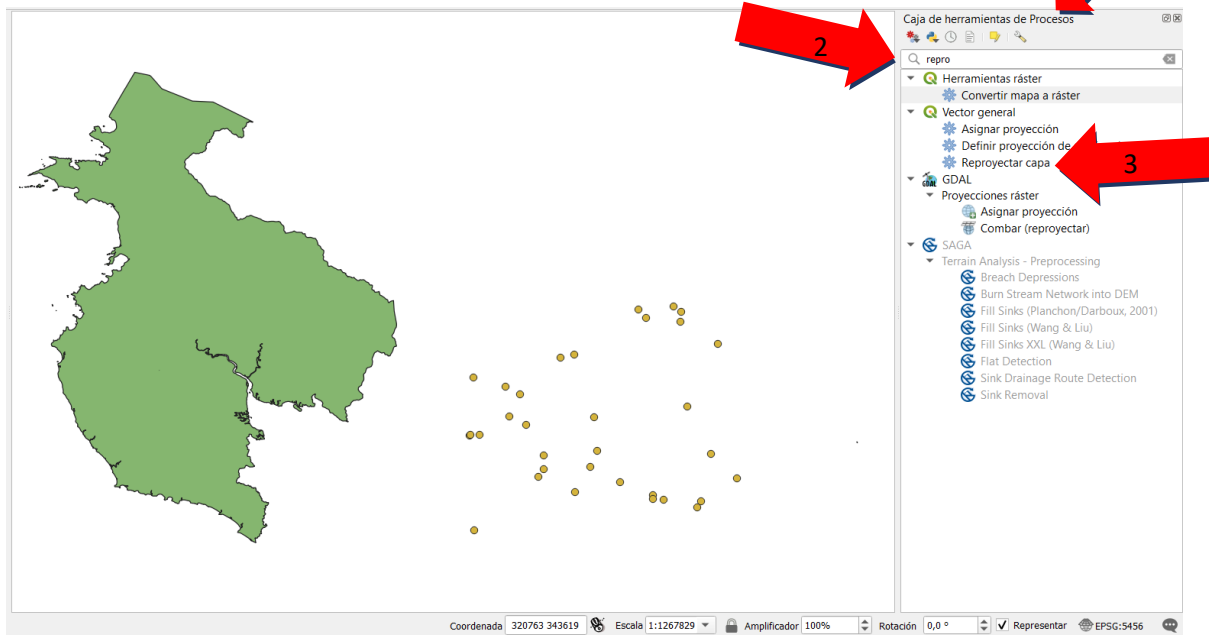 Caja de herramientas de Procesos
2
repro
Herramientas ráster
Convertir mapa a ráster
Vector general
Asignar proyección
Definir proyección de
Reproyectar capa
3
GDAL
Proyecciones ráster
Asignar proyección
Combar (reproyectar)
SAGA
Terrain Analysis - Preprocessing
Breach Depressions
Burn Stream Network into DEM
Fill Sinks (Planchon/Darboux, 2001)
Fill Sinks (Wang & Liu)
Fill Sinks XXL (Wang & Liu)
Flat Detection
Sink Drainage Route Detection
Sink Removal
Coordenada 320763 343619 Escala 1:1267829 Amplificador 100% Rotación 0,0 ° Representar EPSG:5456